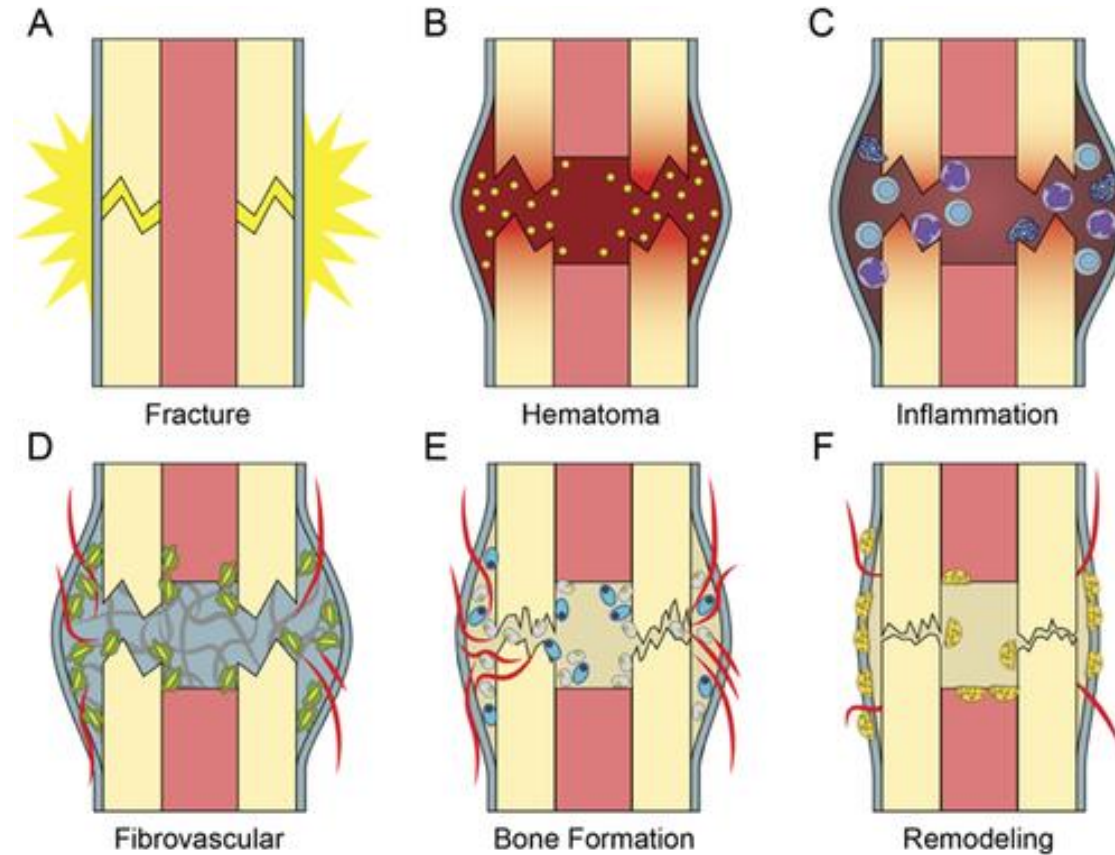 A
B
C
Fracture
Hematoma
Inflammation
D
E
F
Fibrovascular
Bone Formation
Remodeling